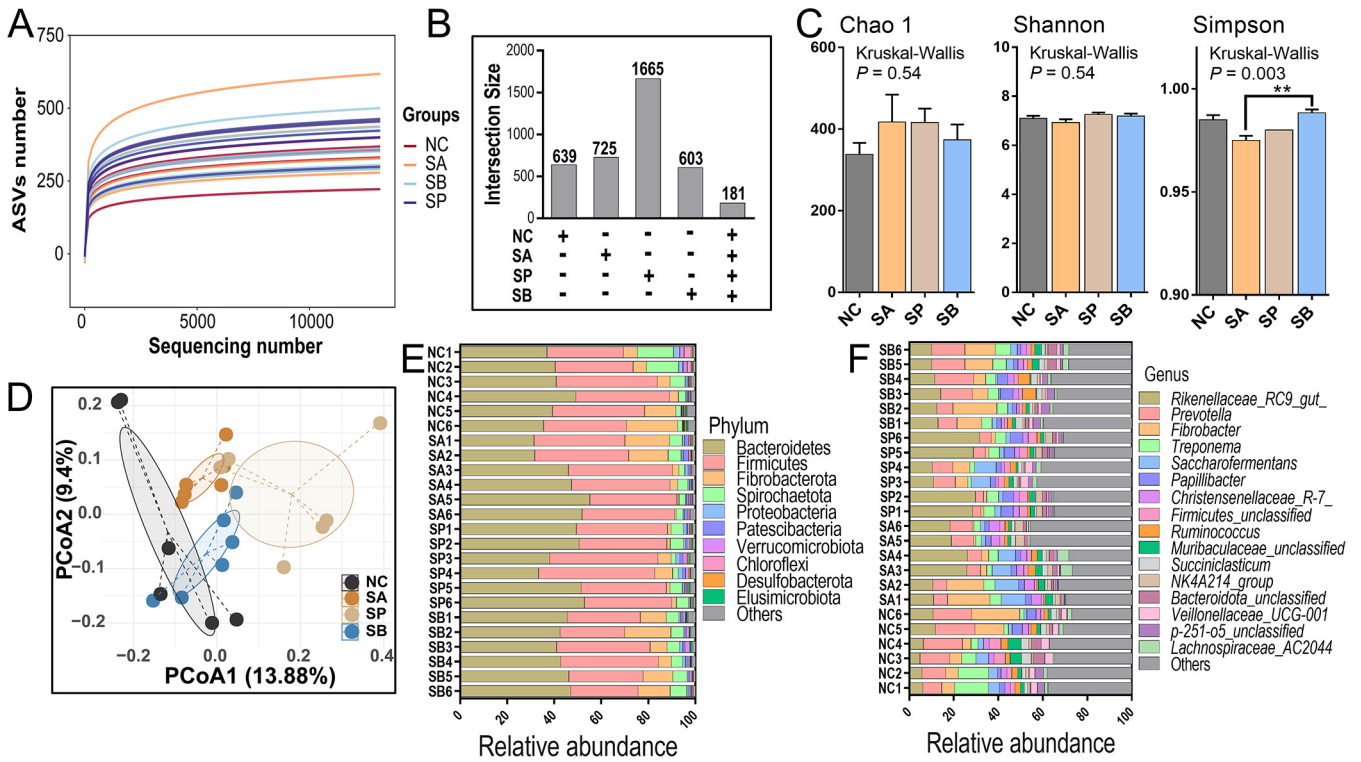 A
750
500
250
0
ASVs number
0
5000
10000
Sequencing number
Groups
NC
SA
SB
SP
B
2000
1500
1000
500
0
Intersection Size
639
725
1665
603
181
NC + - - - +
SA - + - - +
SP - - + - +
SB - - - + +
C
Chao 1
Kruskal-Wallis
P = 0.54
600
400
200
0
NC
SA
SP
SB
Shannon
Kruskal-Wallis
P = 0.54
10
8
6
4
2
0
NC
SA
SP
SB
Simpson
Kruskal-Wallis
P = 0.003
**
1.00
0.95
0.90
NC
SA
SP
SB
D
0.2
0.1
0.0
−0.1
−0.2
PCoA2 (9.4%)
−0.2
0.0
0.2
0.4
PCoA1 (13.88%)
NC
SA
SP
SB
E
NC1
NC2
NC3
NC4
NC5
NC6
SA1
SA2
SA3
SA4
SA5
SA6
SP1
SP2
SP3
SP4
SP5
SP6
SB1
SB2
SB3
SB4
SB5
SB6
0
20
40
60
80
100
Relative abundance
Phylum
Bacteroidetes
Firmicutes
Fibrobacterota
Spirochaetota
Proteobacteria
Patescibacteria
Verrucomicrobiota
Chloroflexi
Desulfobacterota
Elusimicrobiota
Others
F
SB6
SB5
SB4
SB3
SB2
SB1
SP6
SP5
SP4
SP3
SP2
SP1
SA6
SA5
SA4
SA3
SA2
SA1
NC6
NC5
NC4
NC3
NC2
NC1
0
20
40
60
80
100
Relative abundance
Genus
Rikenellaceae_RC9_gut_
Prevotella
Fibrobacter
Treponema
Saccharofermentans
Papillibacter
Christensenellaceae_R-7_
Firmicutes_unclassified
Ruminococcus
Muribaculaceae_unclassified
Succiniclasticum
NK4A214_group
Bacteroidota_unclassified
Veillonellaceae_UCG-001
p-251-o5_unclassified
Lachnospiraceae_AC2044
Others